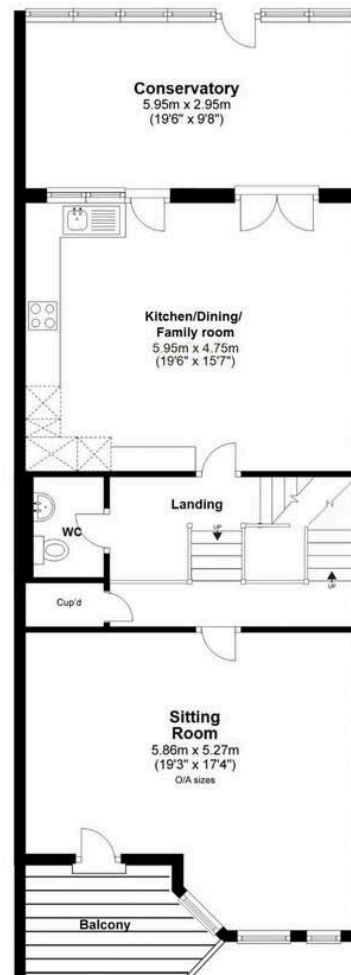 Conservatory
5.95m x 2.95m
(19'6" x 9'8")
Kitchen/Dining/
Family room
5.95m x 4.75m
(19'6" x 15'7")
Landing
WC
UP
UP
Cup'd
Sitting
Room
5.86m x 5.27m
(19'3" x 17'4")
O/A sizes
Balcony